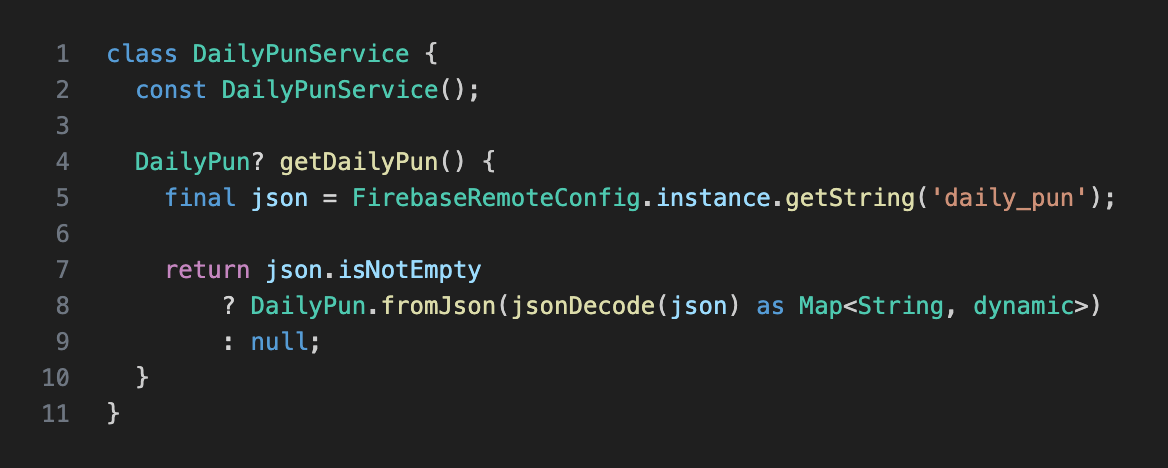 1 class DailyPunService {
2   const DailyPunService();
3
4   DailyPun? getDailyPun() {
5     final json = FirebaseRemoteConfig.instance.getString('daily_pun');
6
7     return json.isNotEmpty
8         ? DailyPun.fromJson(jsonDecode(json) as Map<String, dynamic>)
9         : null;
10   }
11 }